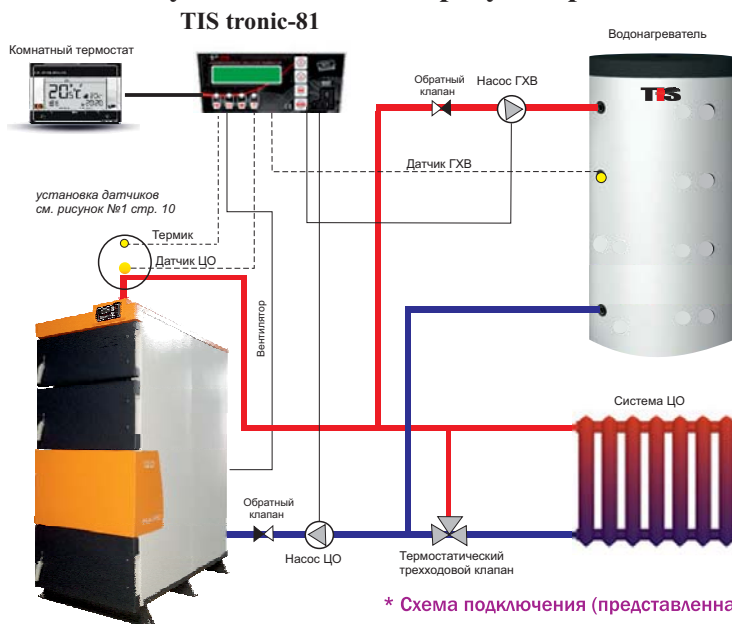 TIS tronic-81
Комнатный термостат
Водонагреватель
Обратный
клапан
Насос ГХВ
TIS
Датчик ГХВ
установка датчиков
см. рисунок №1 стр. 10
Термик
Датчик ЦО
Вентилятор
Система ЦО
Обратный
клапан
Насос ЦО
Термостатический
трехходовой клапан
* Схема подключения (представленна